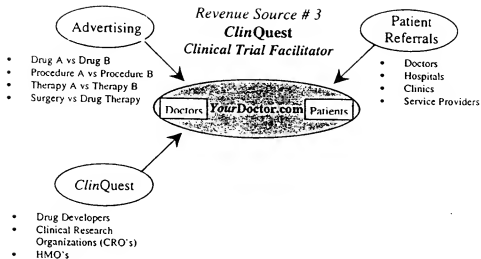 Revenue Source # 3
ClinQuest
Clinical Trial Facilitator
Advertising
• Drug A vs Drug B
• Procedure A vs Procedure B
• Therapy A vs Therapy B
• Surgery vs Drug Therapy
Patient
Referrals
• Doctors
• Hospitals
• Clinics
• Service Providers
Doctors
YourDoctor.com
Patients
ClinQuest
• Drug Developers
• Clinical Research
Organizations (CRO's)
• HMO's